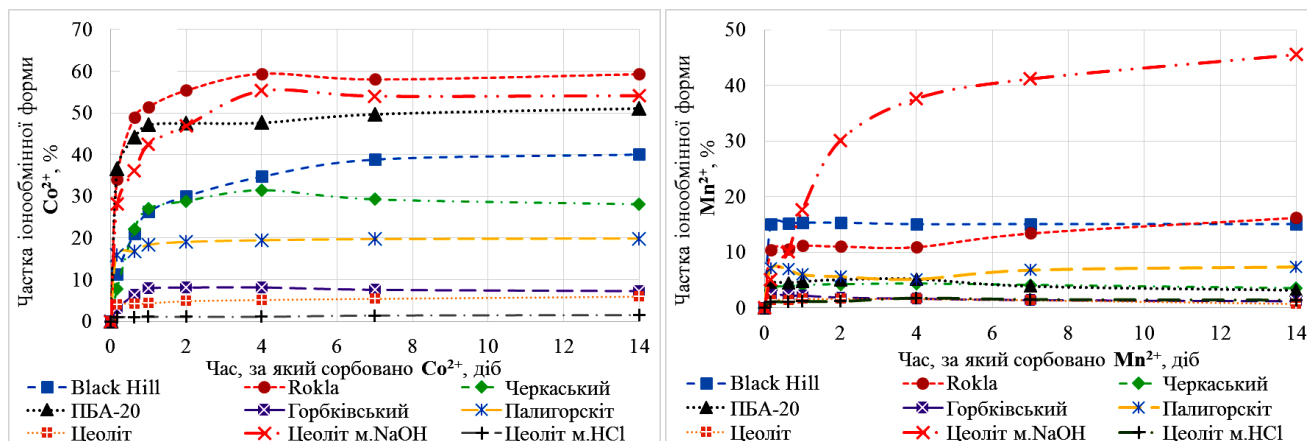 Частка іонообмінної форми
Co²⁺, %
70
60
50
40
30
20
10
0
0 2 4 6 8 10 12 14
Час, за який сорбовано Co²⁺, діб
Black Hill Rokla Черкаський
ПБА-20 Горбківський Палигорскіт
Цеоліт Цеоліт м.NaOH Цеоліт м.HCl
Частка іонообмінної форми
Mn²⁺, %
50
40
30
20
10
0
0 2 4 6 8 10 12 14
Час, за який сорбовано Mn²⁺, діб
Black Hill Rokla Черкаський
ПБА-20 Горбківський Палигорскіт
Цеоліт Цеоліт м.NaOH Цеоліт м.HCl